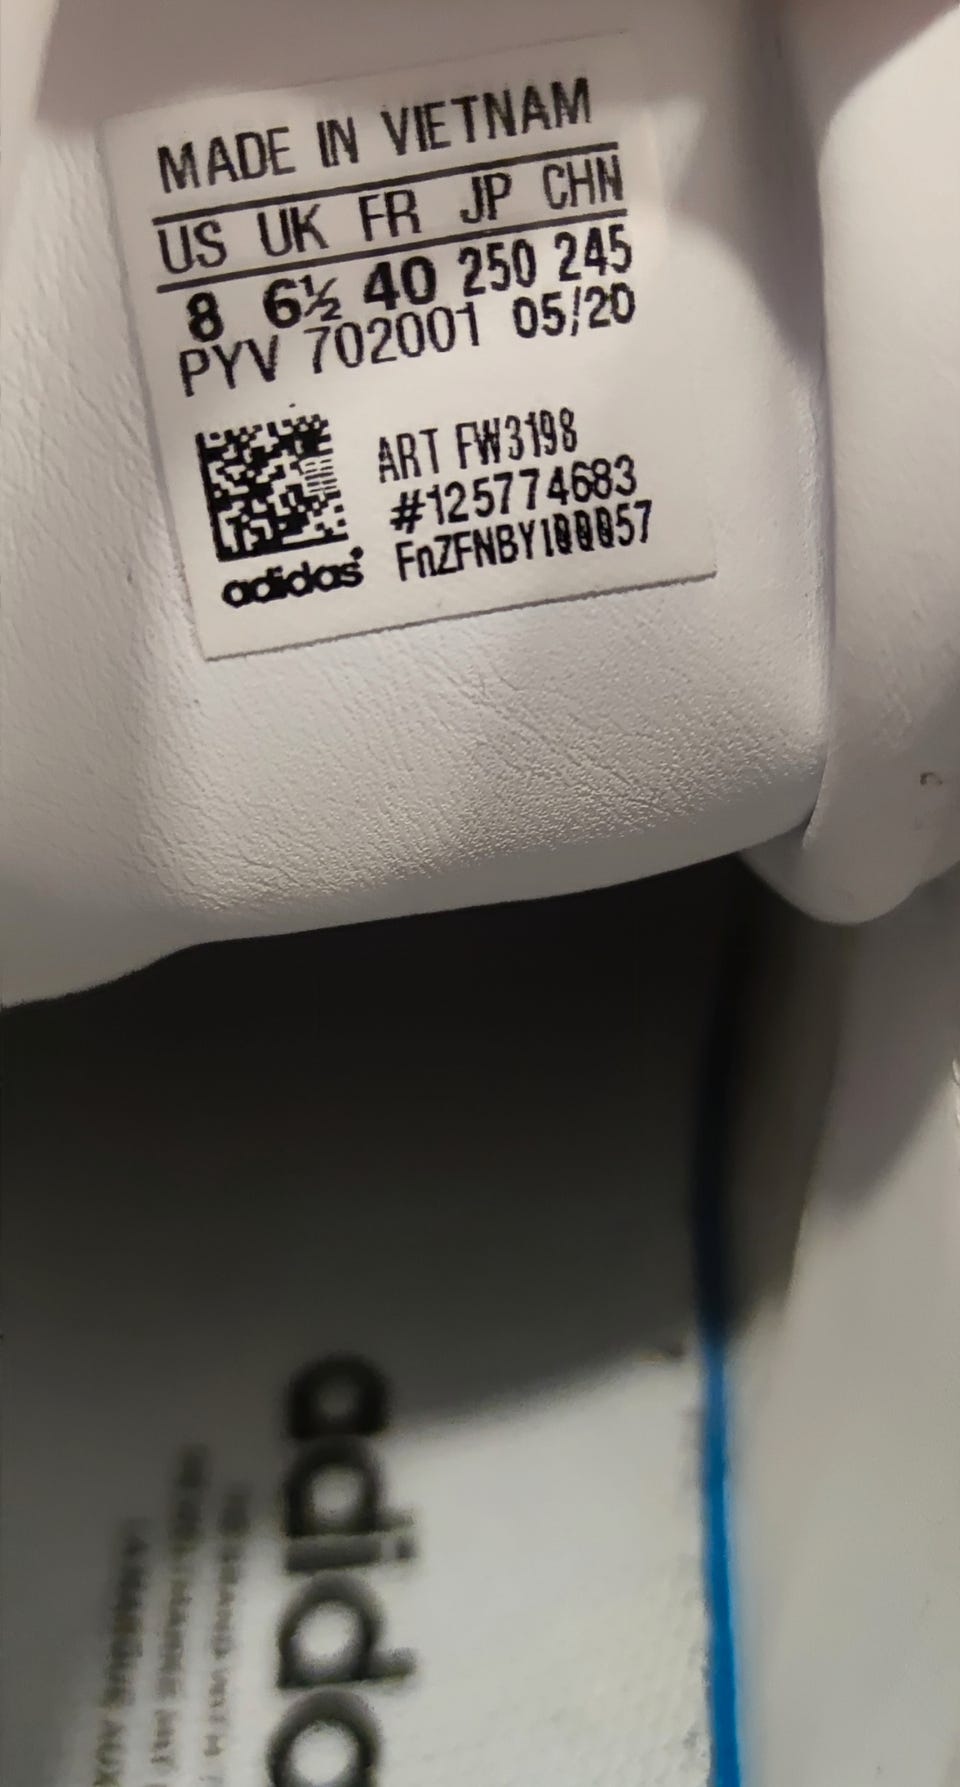 MADE IN VIETNAM
US UK FR JP CHN
8 6½ 40 250 245
PYV 702001 05/20
ART FW3198
#125774683
FnZFNBY100057
adidas
adidas